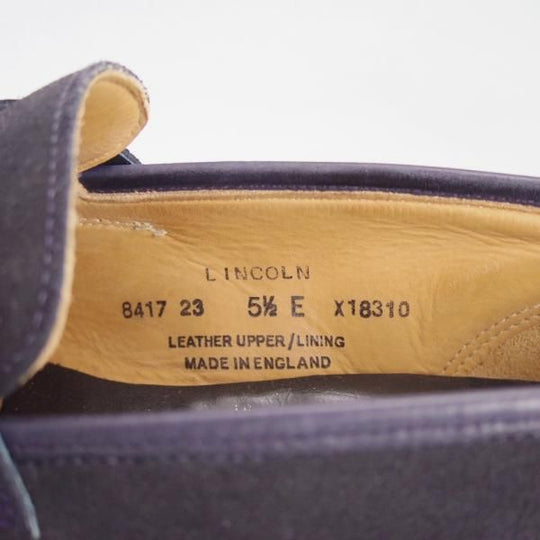 LINCOLN
8417 23 5½ E X18310
LEATHER UPPER/LINING
MADE IN ENGLAND